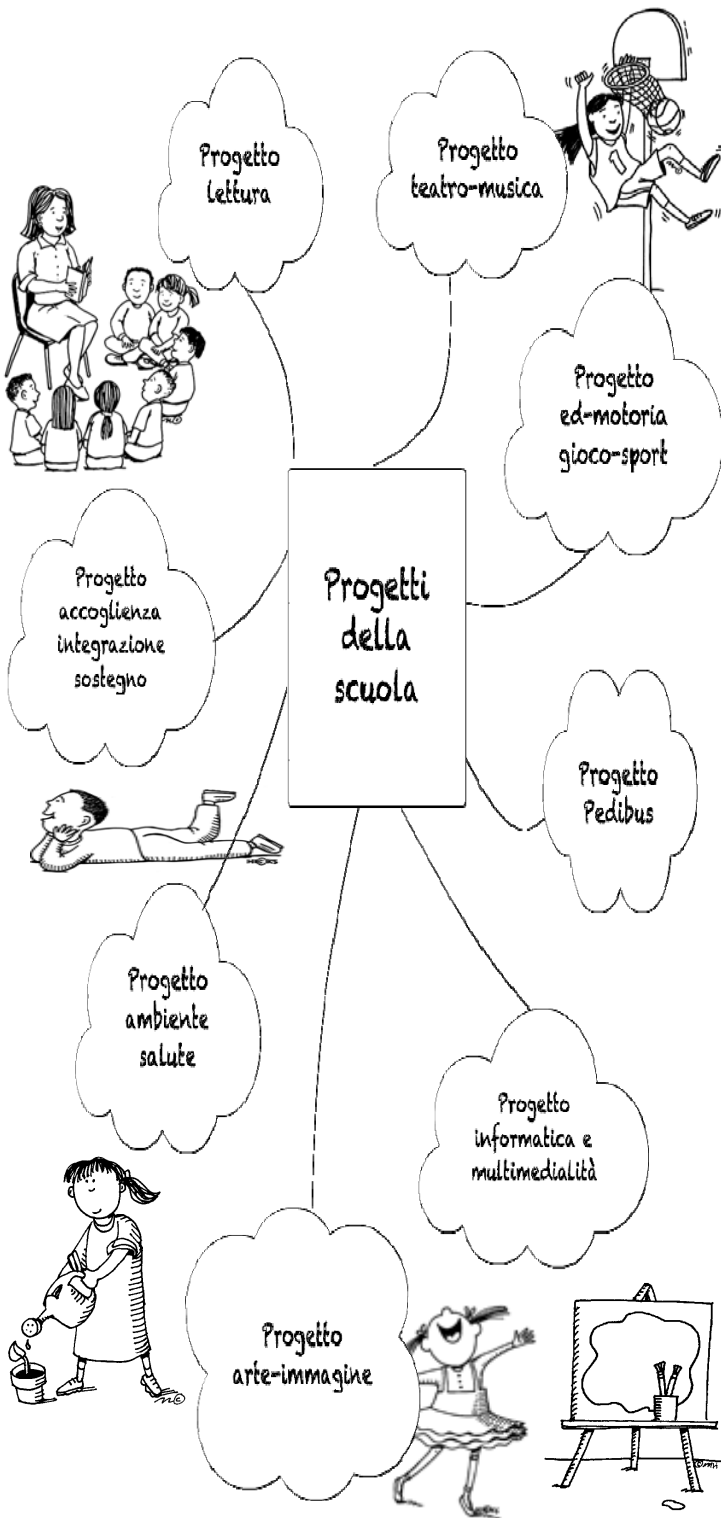 Progetto
lettura
Progetto
teatro-musica
Progetto
ed-motoria
gioco-sport
Progetti
della
scuola
Progetto
accoglienza
integrazione
sostegno
Progetto
Pedibus
Progetto
ambiente
salute
Progetto
informatica e
multimedialità
Progetto
arte-immagine